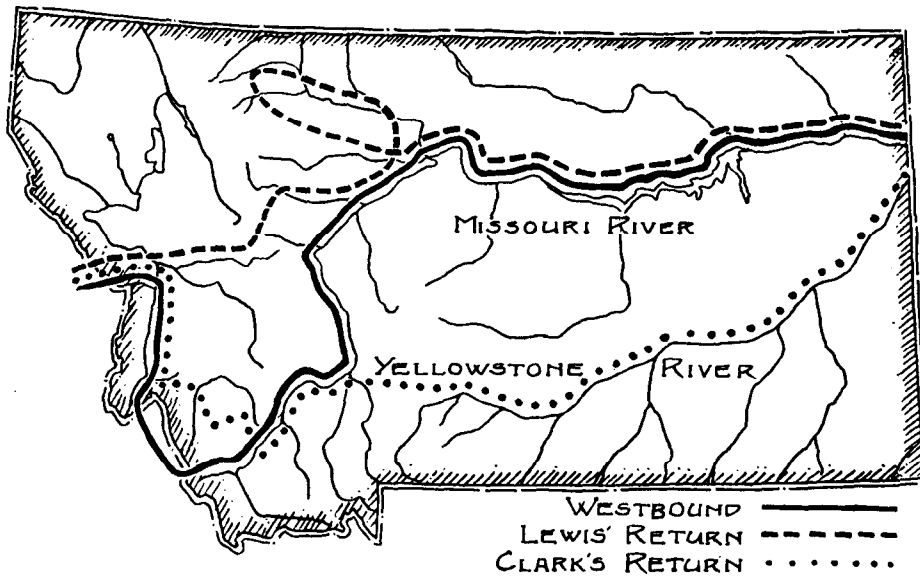 MISSOURI RIVER
YELLOWSTONE RIVER
WESTBOUND
LEWIS' RETURN
CLARK'S RETURN